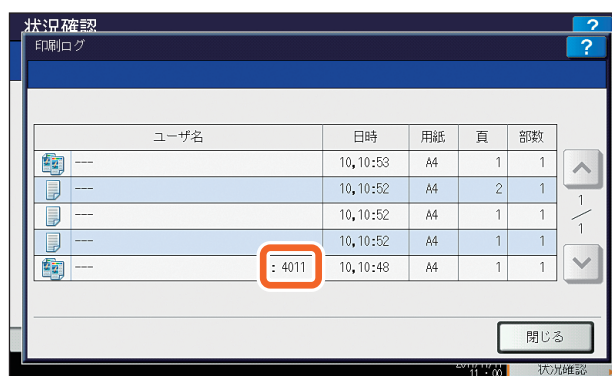 状況確認 ?
印刷ログ ?
ユーザ名 日時 用紙 頁 部数
--- 10,10:53 A4 1 1
--- 10,10:52 A4 2 1
--- 10,10:52 A4 1 1
--- 10,10:52 A4 1 1
--- : 4011 10,10:48 A4 1 1
1
/
1
閉じる
11:00 状況確認